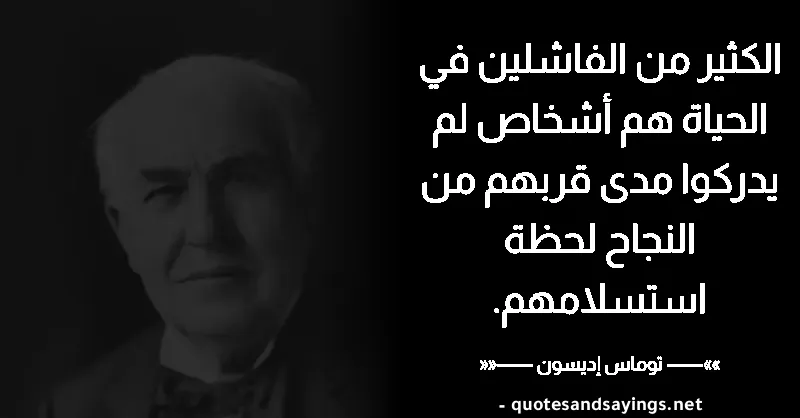 الكثير من الفاشلين في
الحياة هم أشخاص لم
يدركوا مدى قربهم من
النجاح لحظة
استسلامهم.
»»—— توماس إديسون ——««
- quotesandsayings.net